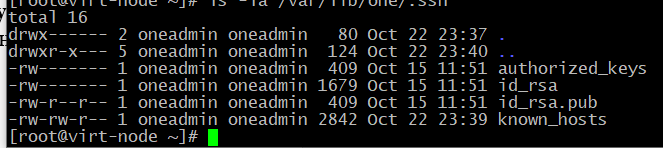 [root@virt-node ~]# ls -la /var/lib/one/.ssh
total 16
drwx------ 2 oneadmin oneadmin   80 Oct 22 23:37 .
drwxr-x--- 5 oneadmin oneadmin  124 Oct 22 23:40 ..
-rw------- 1 oneadmin oneadmin  409 Oct 15 11:51 authorized_keys
-rw------- 1 oneadmin oneadmin 1679 Oct 15 11:51 id_rsa
-rw-r--r-- 1 oneadmin oneadmin  409 Oct 15 11:51 id_rsa.pub
-rw-rw-r-- 1 oneadmin oneadmin 2842 Oct 22 23:39 known_hosts
[root@virt-node ~]#